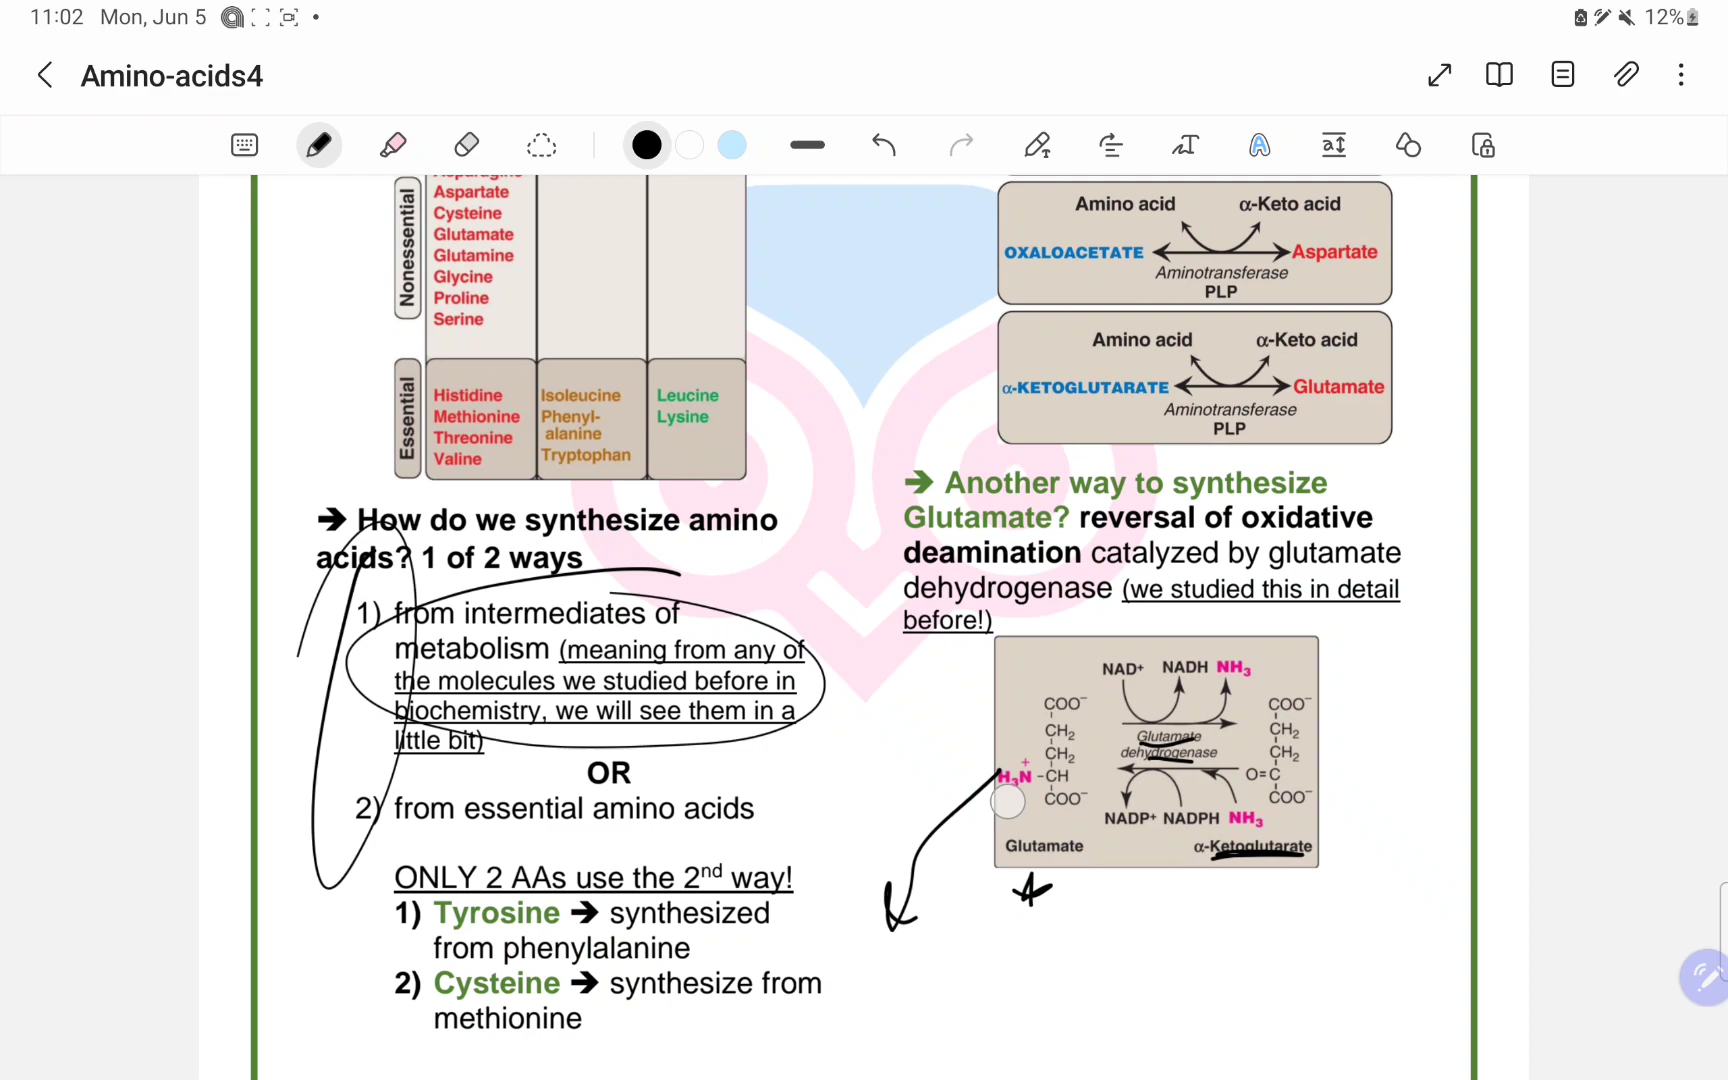 11:02 Mon, Jun 5
12%
Amino-acids4
Nonessential
Asparagine
Aspartate
Cysteine
Glutamate
Glutamine
Glycine
Proline
Serine
Essential
Histidine
Methionine
Threonine
Valine
Isoleucine
Phenyl-
alanine
Tryptophan
Leucine
Lysine
➔ How do we synthesize amino
acids? 1 of 2 ways
1) from intermediates of
metabolism (meaning from any of
the molecules we studied before in
biochemistry, we will see them in a
little bit)
OR
2) from essential amino acids
ONLY 2 AAs use the 2nd way!
1) Tyrosine ➔ synthesized
from phenylalanine
2) Cysteine ➔ synthesize from
methionine
Amino acid α-Keto acid
OXALOACETATE Aspartate
Aminotransferase
PLP
Amino acid α-Keto acid
α-KETOGLUTARATE Glutamate
Aminotransferase
PLP
➔ Another way to synthesize
Glutamate? reversal of oxidative
deamination catalyzed by glutamate
dehydrogenase (we studied this in detail
before!)
NAD+ NADH NH3
COO- COO-
CH2 CH2
Glutamate
dehydrogenase
CH2 CH2
+
H3N -CH O=C
COO- COO-
NADP+ NADPH NH3
Glutamate α-Ketoglutarate